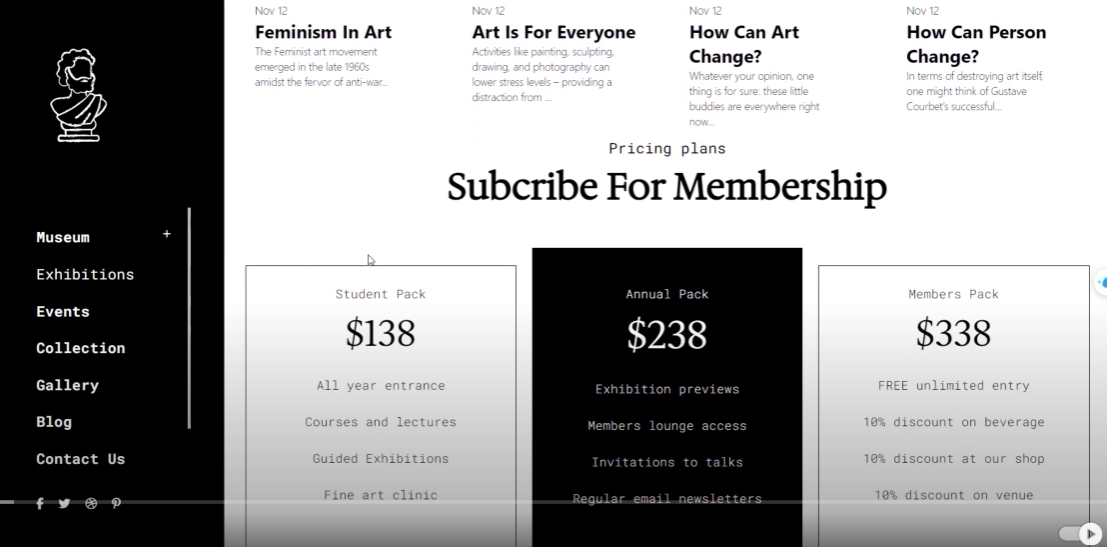 Museum +
Exhibitions
Events
Collection
Gallery
Blog
Contact Us
Nov 12
Feminism In Art
The Feminist art movement
emerged in the late 1960s
amidst the fervor of anti-war...
Nov 12
Art Is For Everyone
Activities like painting, sculpting,
drawing, and photography can
lower stress levels – providing a
distraction from ...
Nov 12
How Can Art
Change?
Whatever your opinion, one
thing is for sure: these little
buddies are everywhere right
now...
Nov 12
How Can Person
Change?
In terms of destroying art itself,
one might think of Gustave
Courbet's successful...
Pricing plans
Subcribe For Membership
Student Pack
$138
All year entrance
Courses and lectures
Guided Exhibitions
Fine art clinic
Annual Pack
$238
Exhibition previews
Members lounge access
Invitations to talks
Regular email newsletters
Members Pack
$338
FREE unlimited entry
10% discount on beverage
10% discount at our shop
10% discount on venue